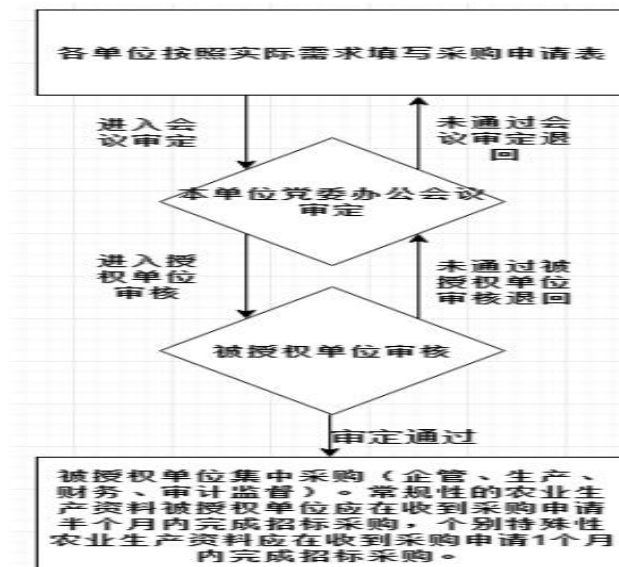 各单位按照实际需求填写采购申请表
进入会
议审定
未通过会
议审定退
回
本单位党委办公会议
审定
进入授
权单位
审核
未通过被
授权单位
审核退回
被授权单位审核
审定通过
被授权单位集中采购（企管、生产、
财务、审计监督）。常规性的农业生
产资料被授权单位应在收到采购申请
半个月内完成招标采购，个别特殊性
农业生产资料应在收到采购申请1个月
内完成招标采购。